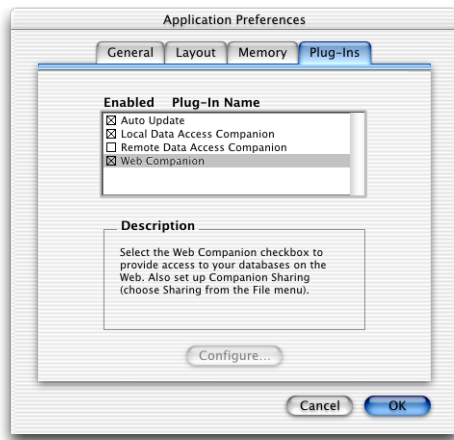 Application Preferences
General Layout Memory Plug-Ins
Enabled Plug-In Name
Auto Update
Local Data Access Companion
Remote Data Access Companion
Web Companion
Description
Select the Web Companion checkbox to
provide access to your databases on the
Web. Also set up Companion Sharing
(choose Sharing from the File menu).
Configure...
Cancel OK